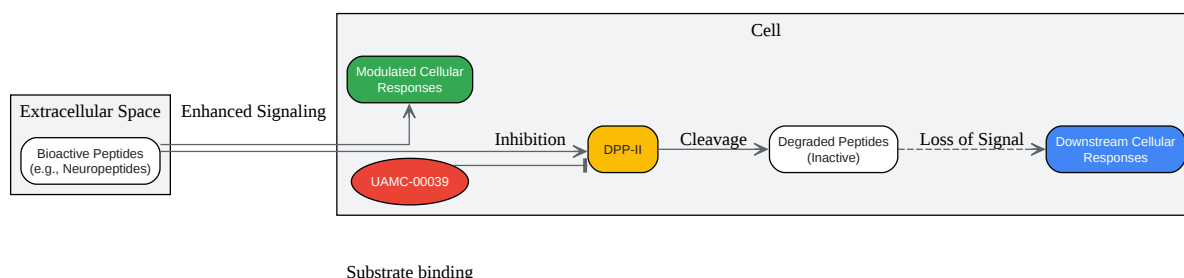 Cell
Modulated Cellular
Responses
Extracellular Space
Enhanced Signaling
Bioactive Peptides
(e.g., Neuropeptides)
Inhibition
DPP-II
Cleavage
Degraded Peptides
(Inactive)
Loss of Signal
Downstream Cellular
Responses
UAMC-00039
Substrate binding